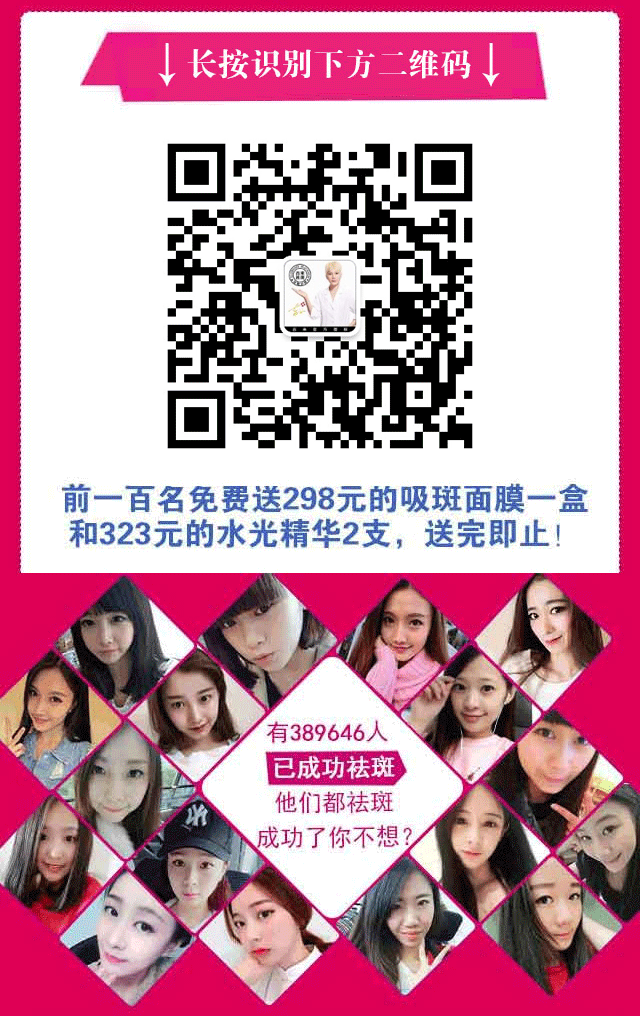 ↓长按识别下方二维码↓
前一百名免费送298元的吸斑面膜一盒
和323元的水光精华2支，送完即止！
有389646人
已成功祛斑
他们都祛斑
成功了你不想？